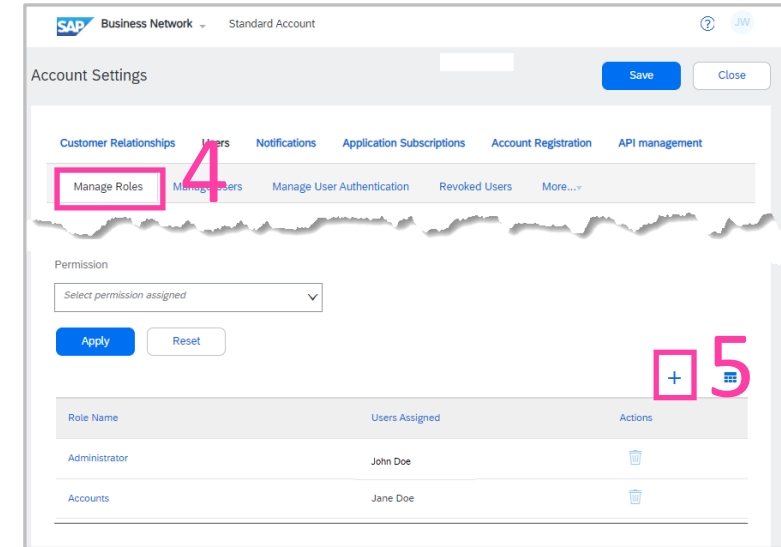 SAP Business Network Standard Account ? JW
Account Settings Save Close
Customer Relationships Users Notifications Application Subscriptions Account Registration API management
4
Manage Roles Manage Users Manage User Authentication Revoked Users More...
Permission
Select permission assigned
Apply Reset
+ 5
Role Name Users Assigned Actions
Administrator John Doe
Accounts Jane Doe